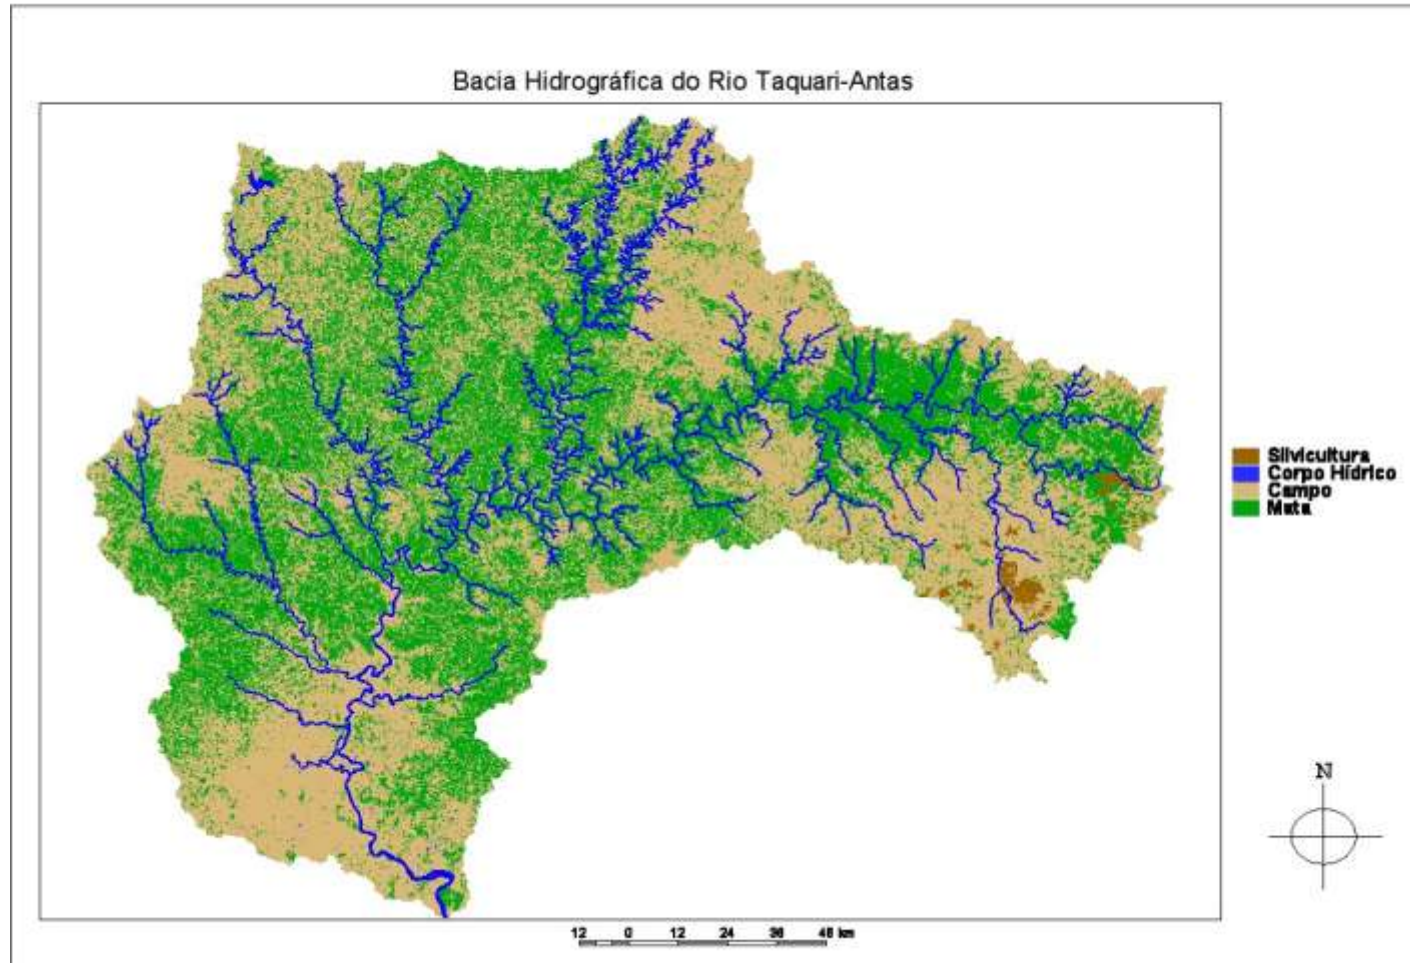 Bacia Hidrográfica do Rio Taquari-Antas
Silvicultura
Corpo Hídrico
Campo
Mata
N
12 0 12 24 36 48 km